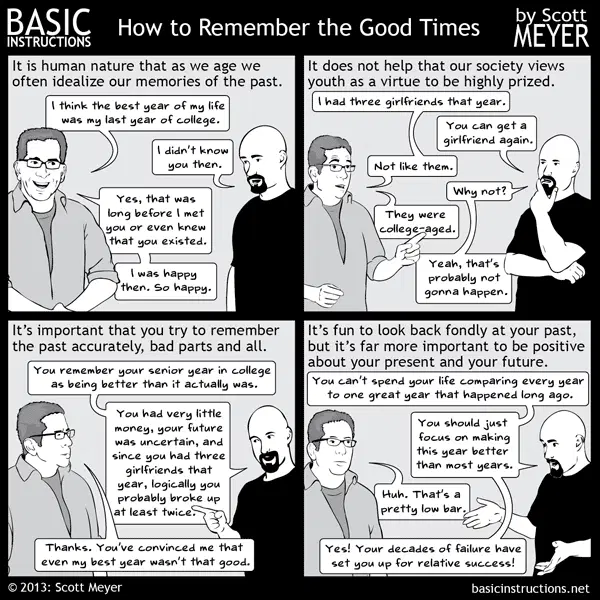 BASIC
INSTRUCTIONS
How to Remember the Good Times
by Scott
MEYER
It is human nature that as we age we
often idealize our memories of the past.
I think the best year of my life
was my last year of college.
I didn't know
you then.
Yes, that was
long before I met
you or even knew
that you existed.
I was happy
then. So happy.
It does not help that our society views
youth as a virtue to be highly prized.
I had three girlfriends that year.
You can get a
girlfriend again.
Not like them.
Why not?
They were
college-aged.
Yeah, that's
probably not
gonna happen.
It's important that you try to remember
the past accurately, bad parts and all.
You remember your senior year in college
as being better than it actually was.
You had very little
money, your future
was uncertain, and
since you had three
girlfriends that
year, logically you
probably broke up
at least twice.
Thanks. You've convinced me that
even my best year wasn't that good.
It's fun to look back fondly at your past,
but it's far more important to be positive
about your present and your future.
You can't spend your life comparing every year
to one great year that happened long ago.
You should just
focus on making
this year better
than most years.
Huh. That's a
pretty low bar.
Yes! Your decades of failure have
set you up for relative success!
© 2013: Scott Meyer
basicinstructions.net